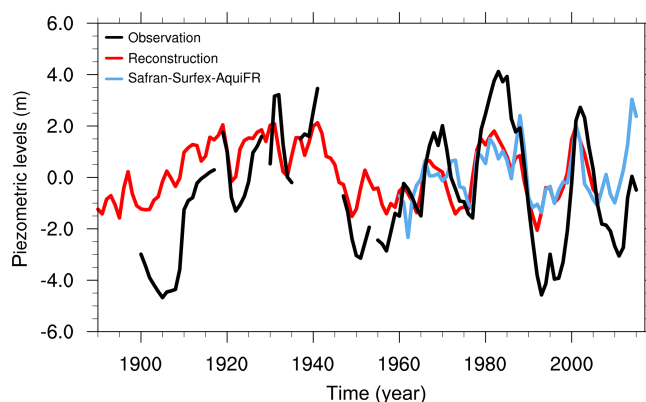 6.0
4.0
2.0
0.0
-2.0
-4.0
-6.0
Piezometric levels (m)
Observation
Reconstruction
Safran-Surfex-AquiFR
1900 1920 1940 1960 1980 2000
Time (year)